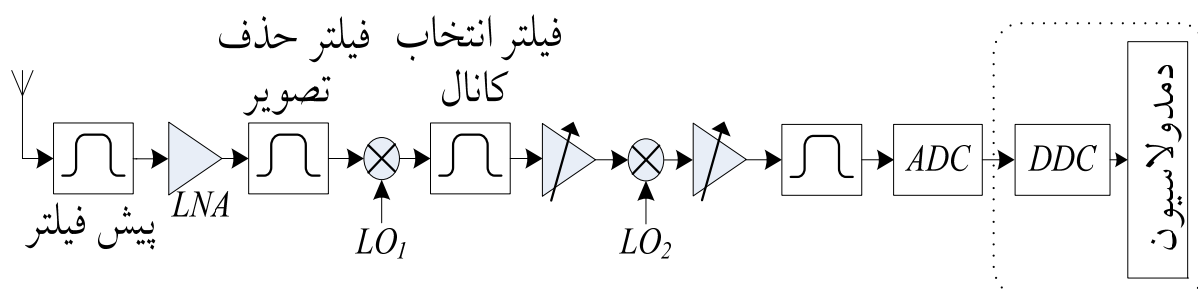 فیلتر حذف
تصویر
فیلتر انتخاب
کانال
پیش فیلتر
LNA
LO1
LO2
ADC
DDC
دمدولاسیون